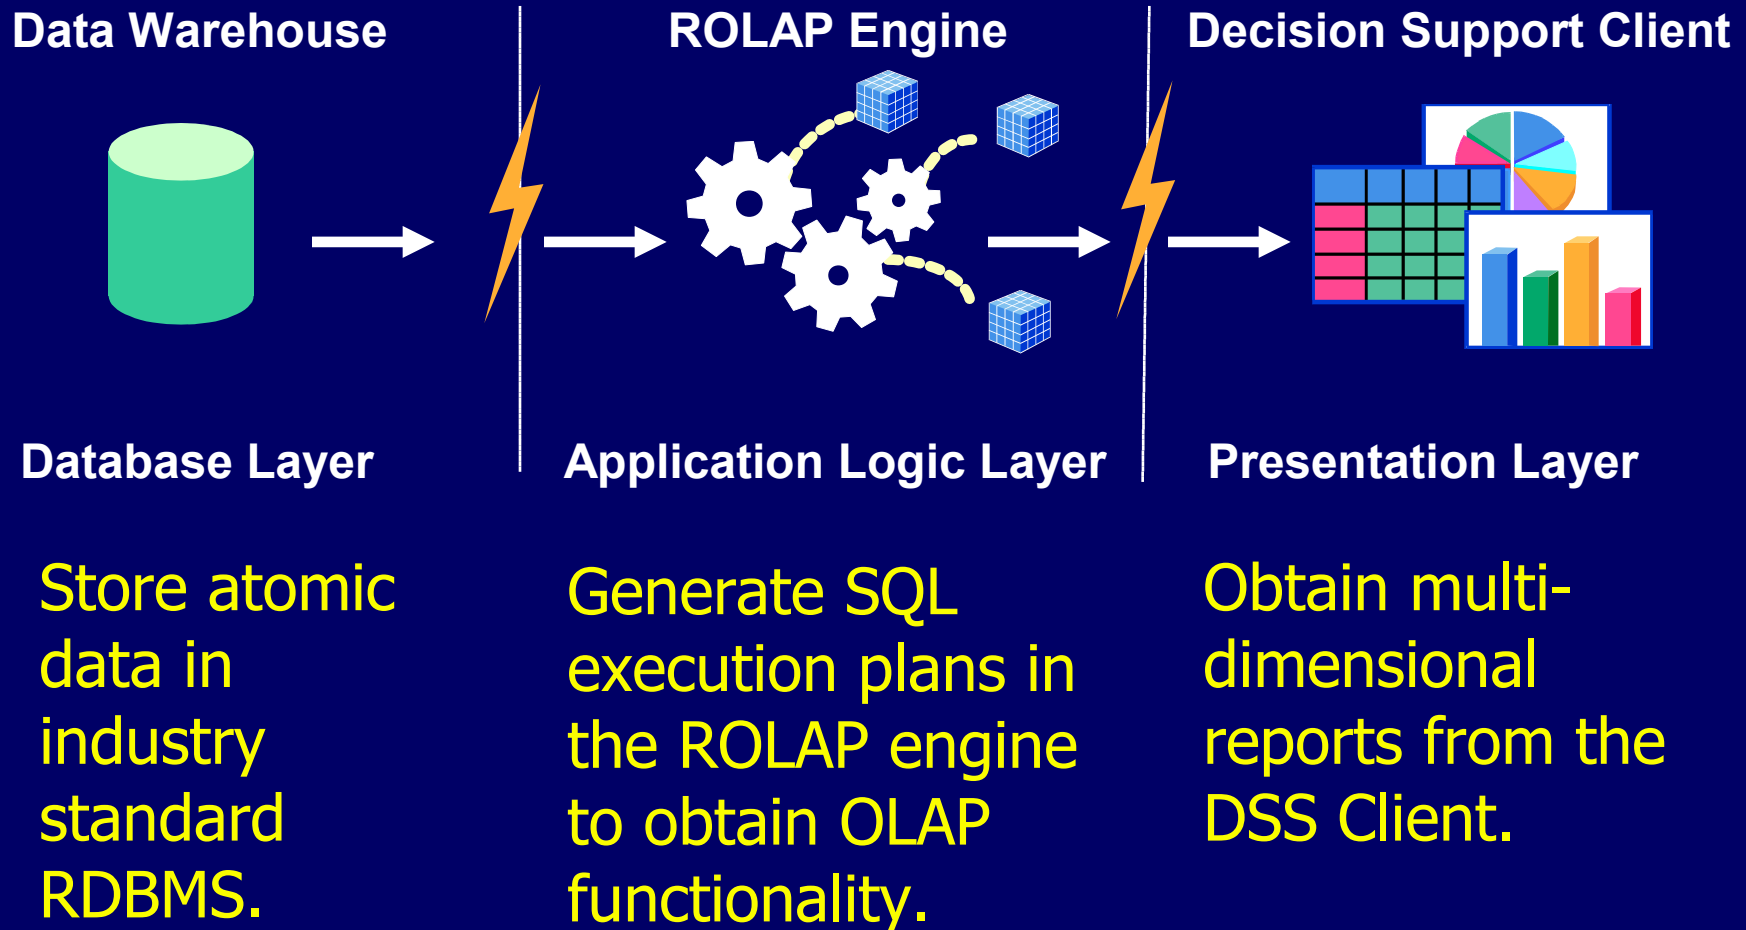 Data Warehouse
ROLAP Engine
Decision Support Client
Database Layer
Application Logic Layer
Presentation Layer
Store atomic
data in
industry
standard
RDBMS.
Generate SQL
execution plans in
the ROLAP engine
to obtain OLAP
functionality.
Obtain multi-
dimensional
reports from the
DSS Client.